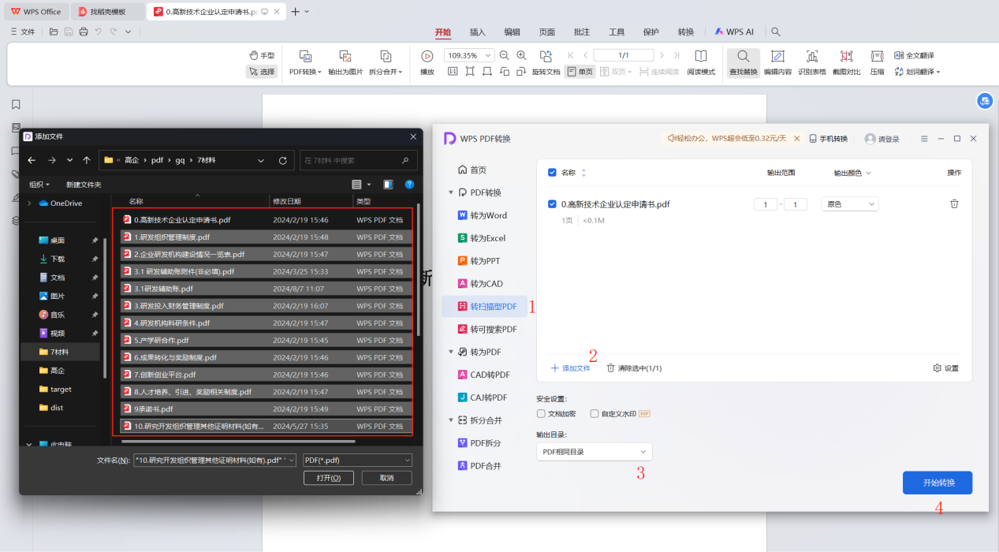 WPS Office 找稻壳模板 0.高新技术企业认定申请书.p
文件 开始 插入 编辑 页面 批注 工具 保护 转换 WPS AI
手型 109.35% 1/1 全文翻译
选择 PDF转换 输出为图片 拆分合并 播放 1:1 旋转文档 单页 双页 连续阅读 阅读模式 查找替换 编辑内容 识别表格 截图对比 压缩 划词翻译
新
添加文件
« 高企 › pdf › gq › 7材料 在 7材料 中搜索
组织 新建文件夹
名称 修改日期 类型
OneDrive
桌面
下载
文档
图片
音乐
视频
7材料
高企
target
dist
此电脑
0.高新技术企业认定申请书.pdf 2024/2/19 15:46 WPS PDF 文档
1.研发组织管理制度.pdf 2024/2/19 15:48 WPS PDF 文档
2.企业研发机构建设情况一览表.pdf 2024/2/19 15:47 WPS PDF 文档
3.1 研发辅助账附件(非必填).pdf 2024/3/25 15:33 WPS PDF 文档
3.1研发辅助账.pdf 2024/8/7 11:07 WPS PDF 文档
3.研发投入财务管理制度.pdf 2024/2/19 16:07 WPS PDF 文档
4.研发机构科研条件.pdf 2024/2/19 15:47 WPS PDF 文档
5.产学研合作.pdf 2024/2/19 15:45 WPS PDF 文档
6.成果转化与奖励制度.pdf 2024/2/19 15:47 WPS PDF 文档
7.创新创业平台.pdf 2024/2/19 15:46 WPS PDF 文档
8.人才培养、引进、奖励相关制度.pdf 2024/2/19 15:47 WPS PDF 文档
9承诺书.pdf 2024/2/19 15:49 WPS PDF 文档
10.研究开发组织管理其他证明材料(如有... 2024/5/27 15:35 WPS PDF 文档
文件名(N): "10.研究开发组织管理其他证明材料(如有).pdf" " PDF(*.pdf)
打开(O) 取消
WPS PDF转换 轻松办公，WPS超会低至0.32元/天 手机转换 请登录
首页
PDF转换
转为Word
转为Excel
转为PPT
转为CAD
转扫描型PDF 1
转可搜索PDF
转为PDF
CAD转PDF
CAJ转PDF
拆分合并
PDF拆分
PDF合并
名称 输出范围 输出颜色 操作
0.高新技术企业认定申请书.pdf 1 - 1 原色
1页 <0.1M
2
添加文件 清除选中(1/1) 设置
安全设置:
文档加密 自定义水印 VIP
输出目录:
PDF相同目录
3
开始转换
4